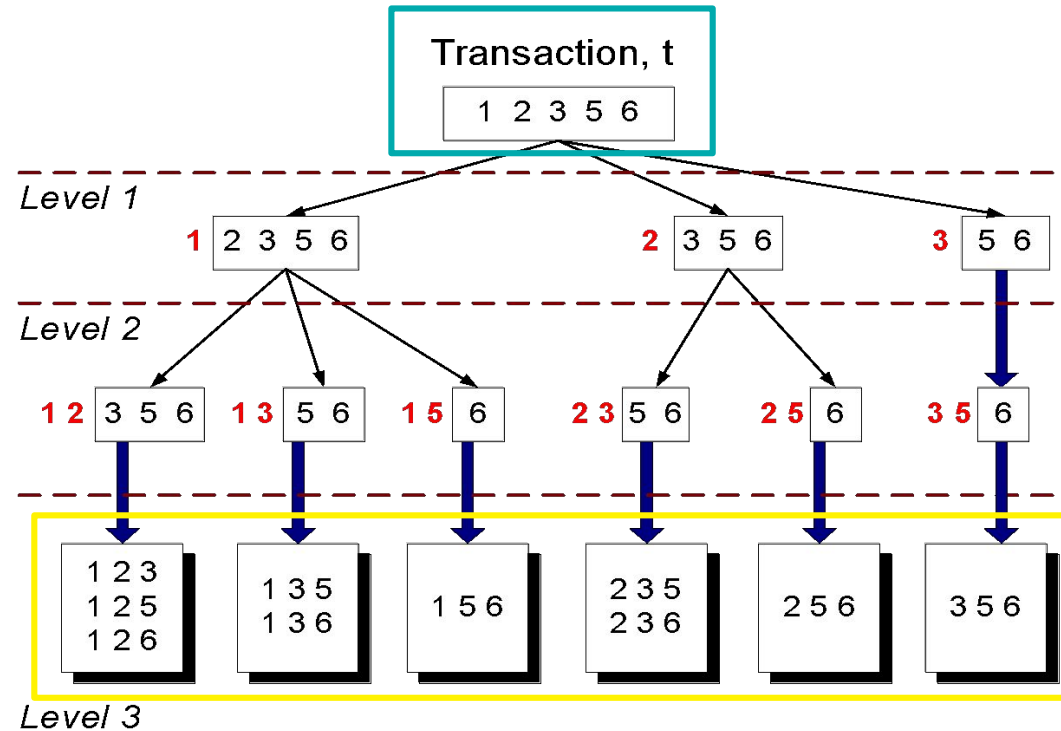 Transaction, t
1 2 3 5 6
Level 1
1 2 3 5 6
2 3 5 6
3 5 6
Level 2
1 2 3 5 6
1 3 5 6
1 5 6
2 3 5 6
2 5 6
3 5 6
1 2 3
1 2 5
1 2 6
1 3 5
1 3 6
1 5 6
2 3 5
2 3 6
2 5 6
3 5 6
Level 3